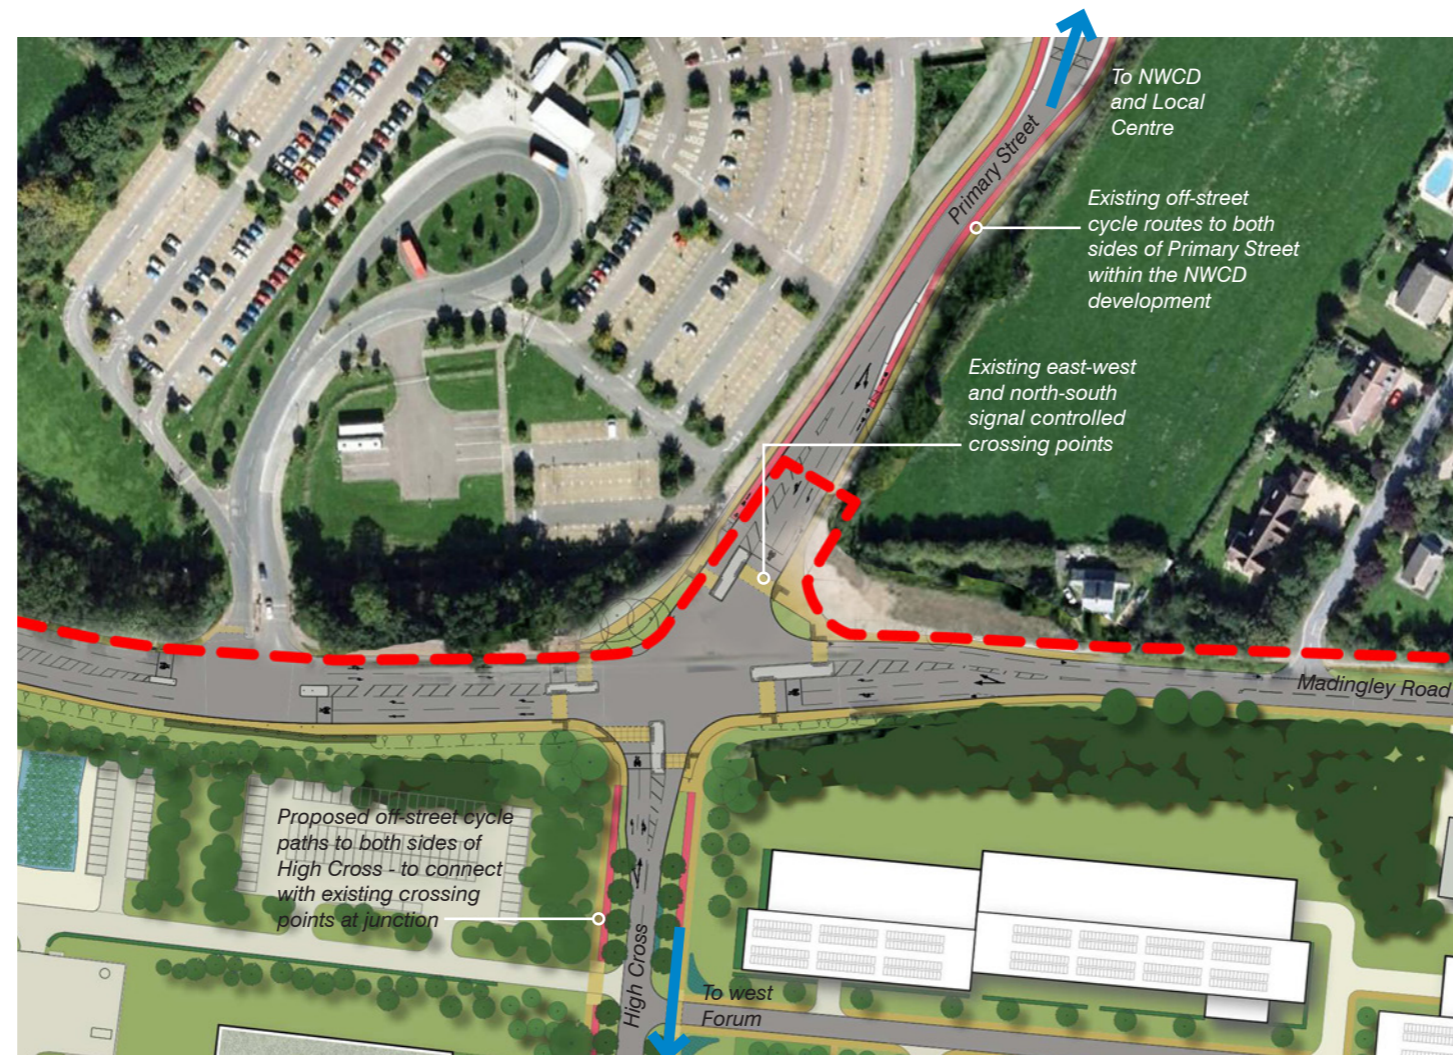 To NWCD
and Local
Centre
Primary Street
Existing off-street
cycle routes to both
sides of Primary Street
within the NWCD
development
Existing east-west
and north-south
signal controlled
crossing points
Madingley Road
Proposed off-street cycle
paths to both sides of
High Cross - to connect
with existing crossing
points at junction
High Cross
To west
Forum